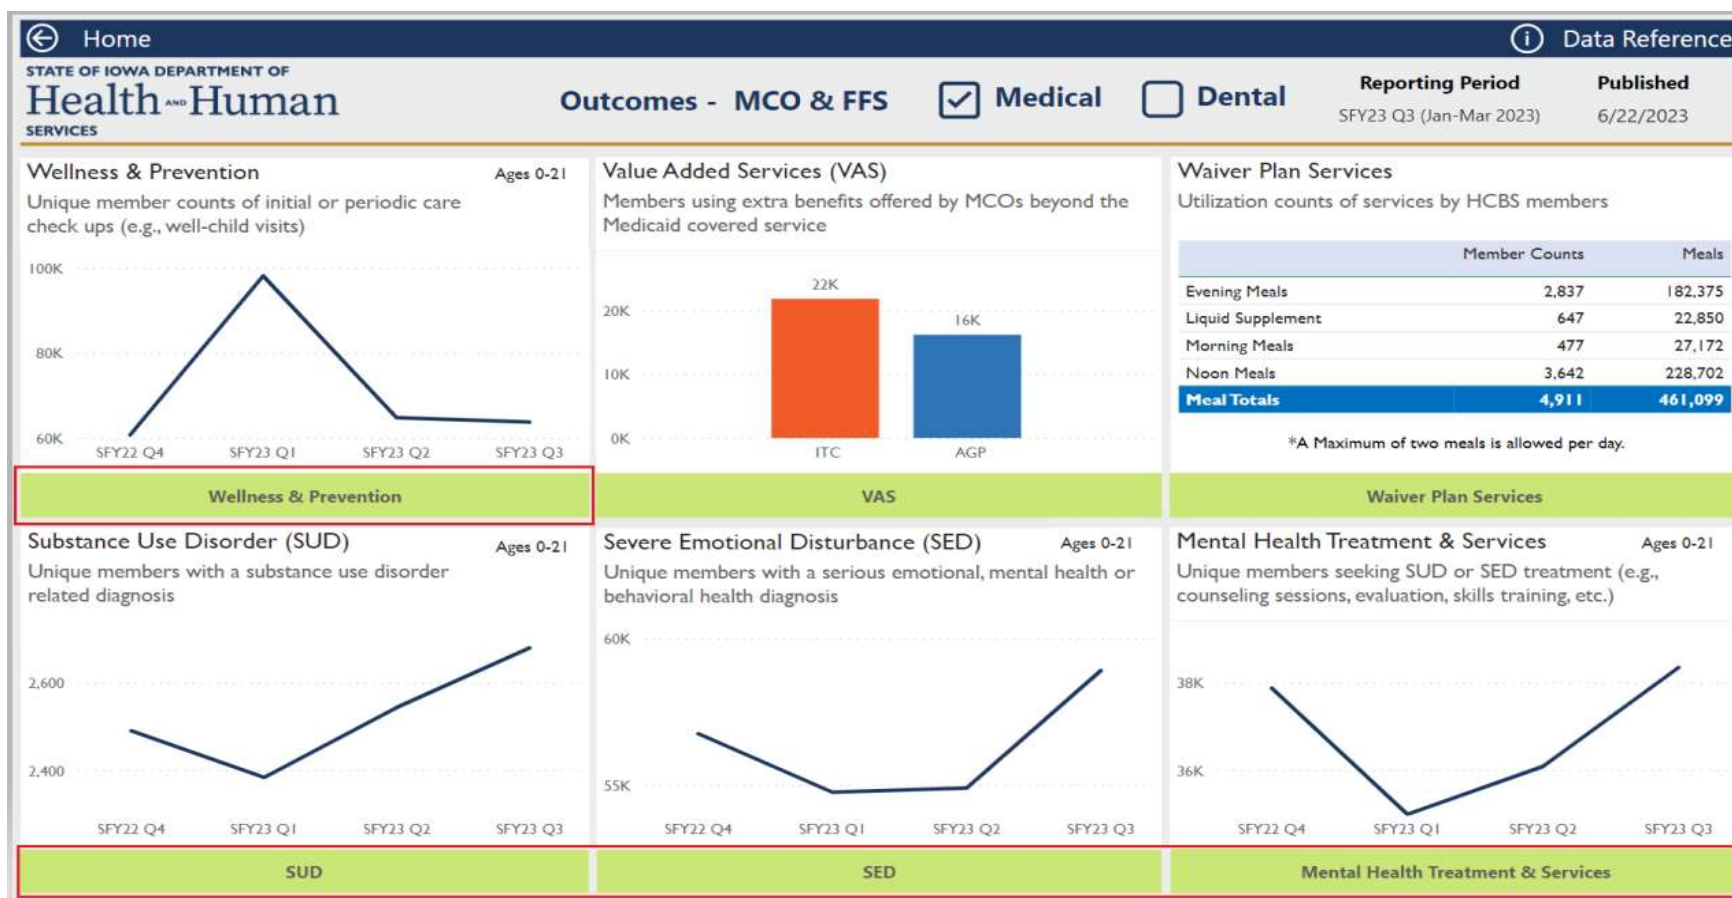 Home
Data Reference
STATE OF IOWA DEPARTMENT OF
Health AND Human
SERVICES
Outcomes - MCO & FFS
Medical
Dental
Reporting Period
SFY23 Q3 (Jan-Mar 2023)
Published
6/22/2023
Wellness & Prevention
Ages 0-21
Unique member counts of initial or periodic care
check ups (e.g., well-child visits)
100K
80K
60K
SFY22 Q4 SFY23 Q1 SFY23 Q2 SFY23 Q3
Wellness & Prevention
Value Added Services (VAS)
Members using extra benefits offered by MCOs beyond the
Medicaid covered service
22K
20K
16K
10K
0K
ITC AGP
VAS
Waiver Plan Services
Utilization counts of services by HCBS members
Member Counts Meals
Evening Meals 2,837 182,375
Liquid Supplement 647 22,850
Morning Meals 477 27,172
Noon Meals 3,642 228,702
Meal Totals 4,911 461,099
*A Maximum of two meals is allowed per day.
Waiver Plan Services
Substance Use Disorder (SUD)
Ages 0-21
Unique members with a substance use disorder
related diagnosis
2,600
2,400
SFY22 Q4 SFY23 Q1 SFY23 Q2 SFY23 Q3
SUD
Severe Emotional Disturbance (SED)
Ages 0-21
Unique members with a serious emotional, mental health or
behavioral health diagnosis
60K
55K
SFY22 Q4 SFY23 Q1 SFY23 Q2 SFY23 Q3
SED
Mental Health Treatment & Services
Ages 0-21
Unique members seeking SUD or SED treatment (e.g.,
counseling sessions, evaluation, skills training, etc.)
38K
36K
SFY22 Q4 SFY23 Q1 SFY23 Q2 SFY23 Q3
Mental Health Treatment & Services